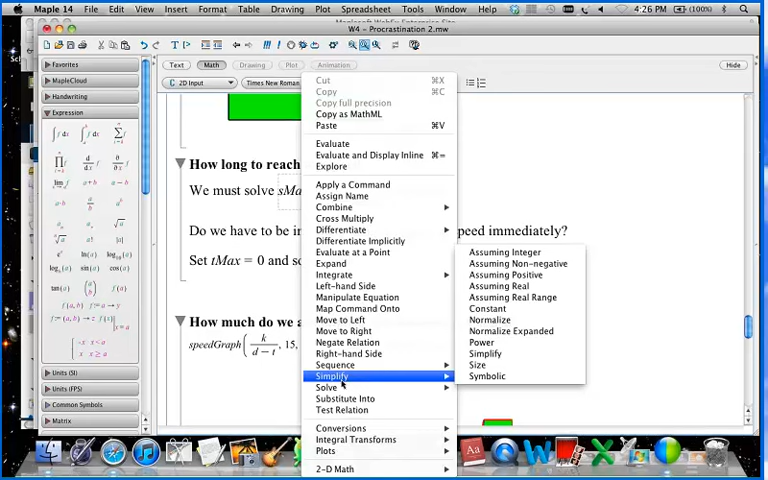 Maple 14 File Edit View Insert Format Table Drawing Plot Spreadsheet Tools Window 4:26 PM (100%)
W4 – Procrastination 2.mw
Text Math Drawing Plot Animation Hide
2D Input Times New Roman
Favorites
MapleCloud
Handwriting
Expression
Units (SI)
Units (FPS)
Common Symbols
Matrix
How long to reach
We must solve sMa
Do we have to be in
peed immediately?
Set tMax = 0 and so
How much do we a
speedGraph( k/(d−t), 15,
Cut ⌘X
Copy ⌘C
Copy full precision
Copy as MathML
Paste ⌘V
Evaluate
Evaluate and Display Inline ⌘=
Explore
Apply a Command
Assign Name
Combine
Cross Multiply
Differentiate
Differentiate Implicitly
Evaluate at a Point
Expand
Integrate
Left-hand Side
Manipulate Equation
Map Command Onto
Move to Left
Move to Right
Negate Relation
Right-hand Side
Sequence
Simplify
Solve
Substitute Into
Test Relation
Conversions
Integral Transforms
Plots
2-D Math
Assuming Integer
Assuming Non-negative
Assuming Positive
Assuming Real
Assuming Real Range
Constant
Normalize
Normalize Expanded
Power
Simplify
Size
Symbolic